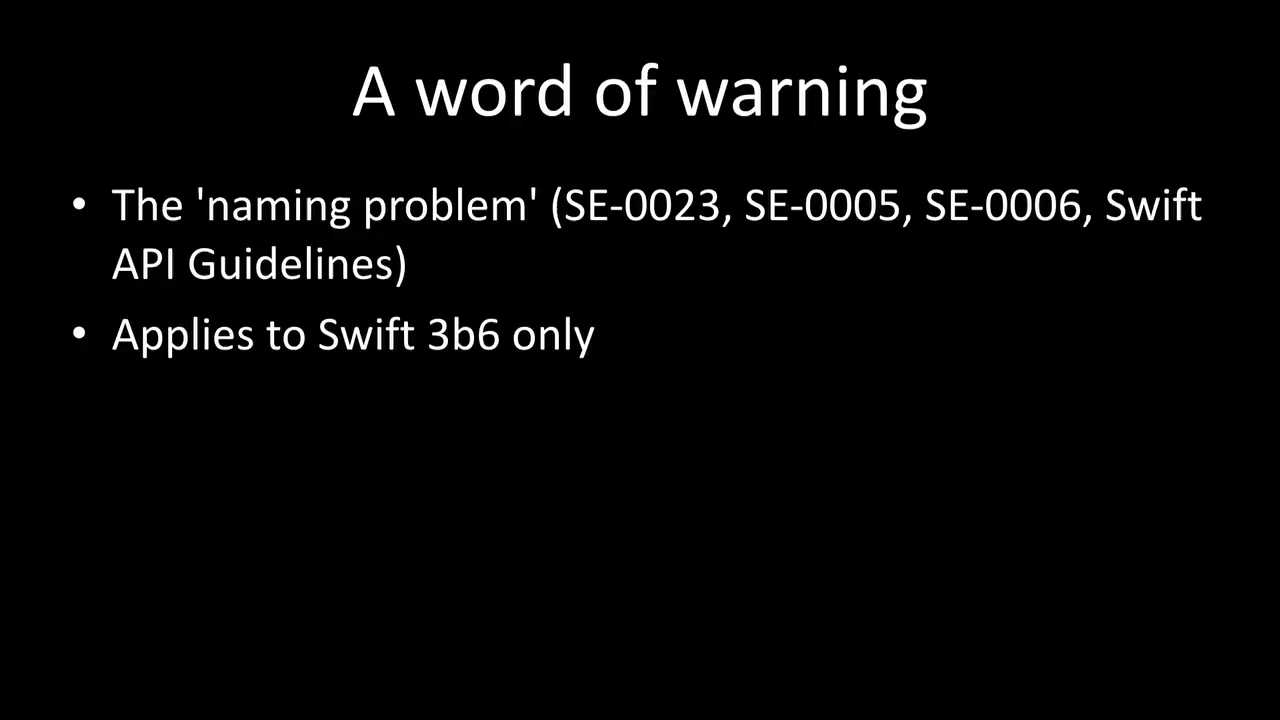 A word of warning
• The 'naming problem' (SE-0023, SE-0005, SE-0006, Swift
API Guidelines)
• Applies to Swift 3b6 only